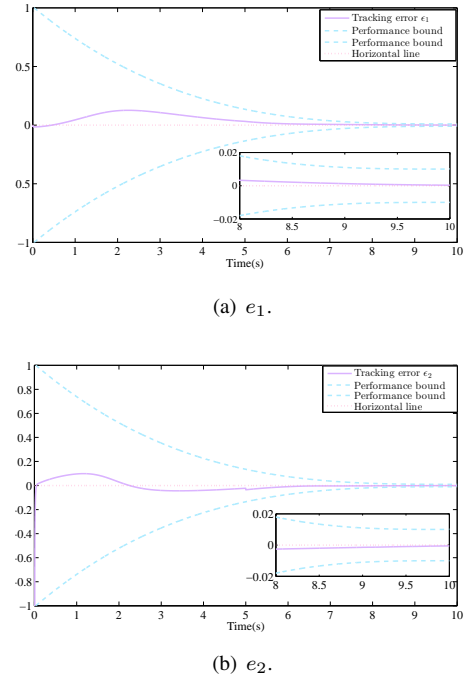 1
0.5
0
0.5
−1
0 1 2 3 4 5 6 7 8 9 10
Time(s)
Tracking error ϵ1
Performance bound
Performance bound
Horizontal line
0.02
0
−0.02
8 8.5 9 9.5 10
(a) e1.
1
0.8
0.6
0.4
0.2
0
0.2
0.4
0.6
0.8
−1
0 1 2 3 4 5 6 7 8 9 10
Time(s)
Tracking error ϵ2
Performance bound
Performance bound
Horizontal line
0.02
0
−0.02
8 8.5 9 9.5 10
(b) e2.